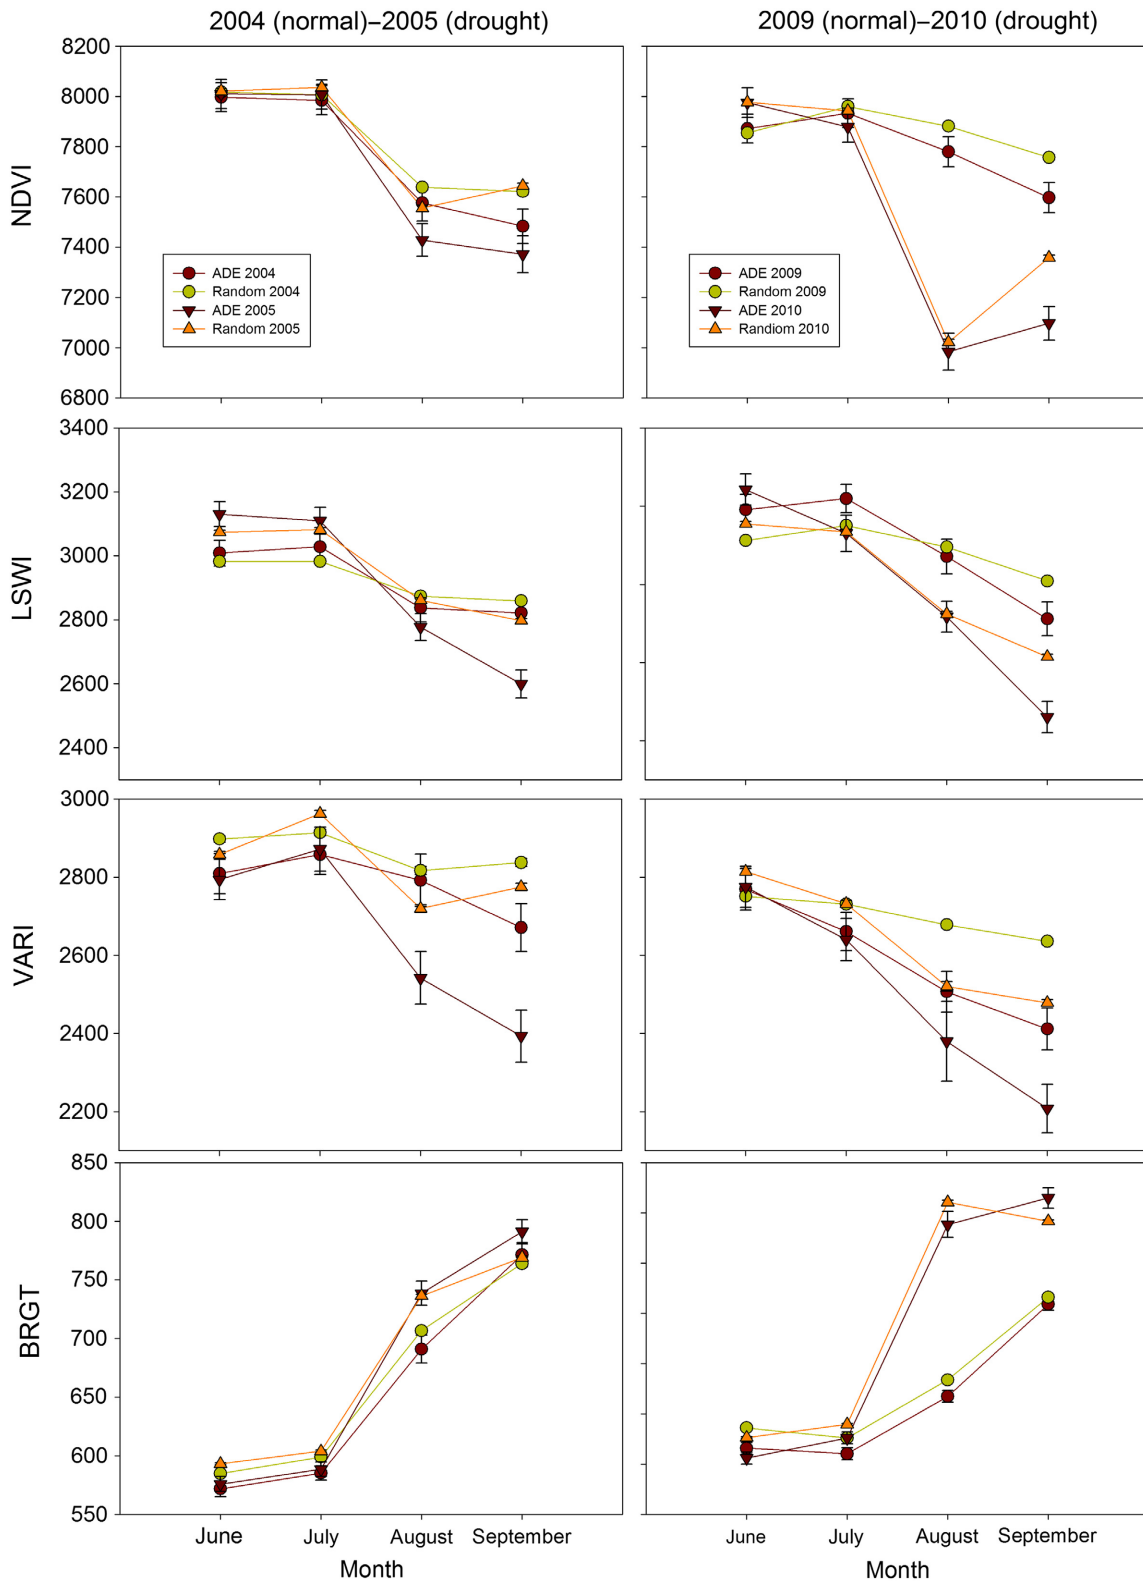 2004 (normal)–2005 (drought)
2009 (normal)–2010 (drought)
NDVI
8200
8000
7800
7600
7400
7200
7000
6800
ADE 2004
Random 2004
ADE 2005
Random 2005
ADE 2009
Random 2009
ADE 2010
Randiom 2010
LSWI
3400
3200
3000
2800
2600
2400
VARI
3000
2800
2600
2400
2200
BRGT
850
800
750
700
650
600
550
June July August September
June July August September
Month
Month